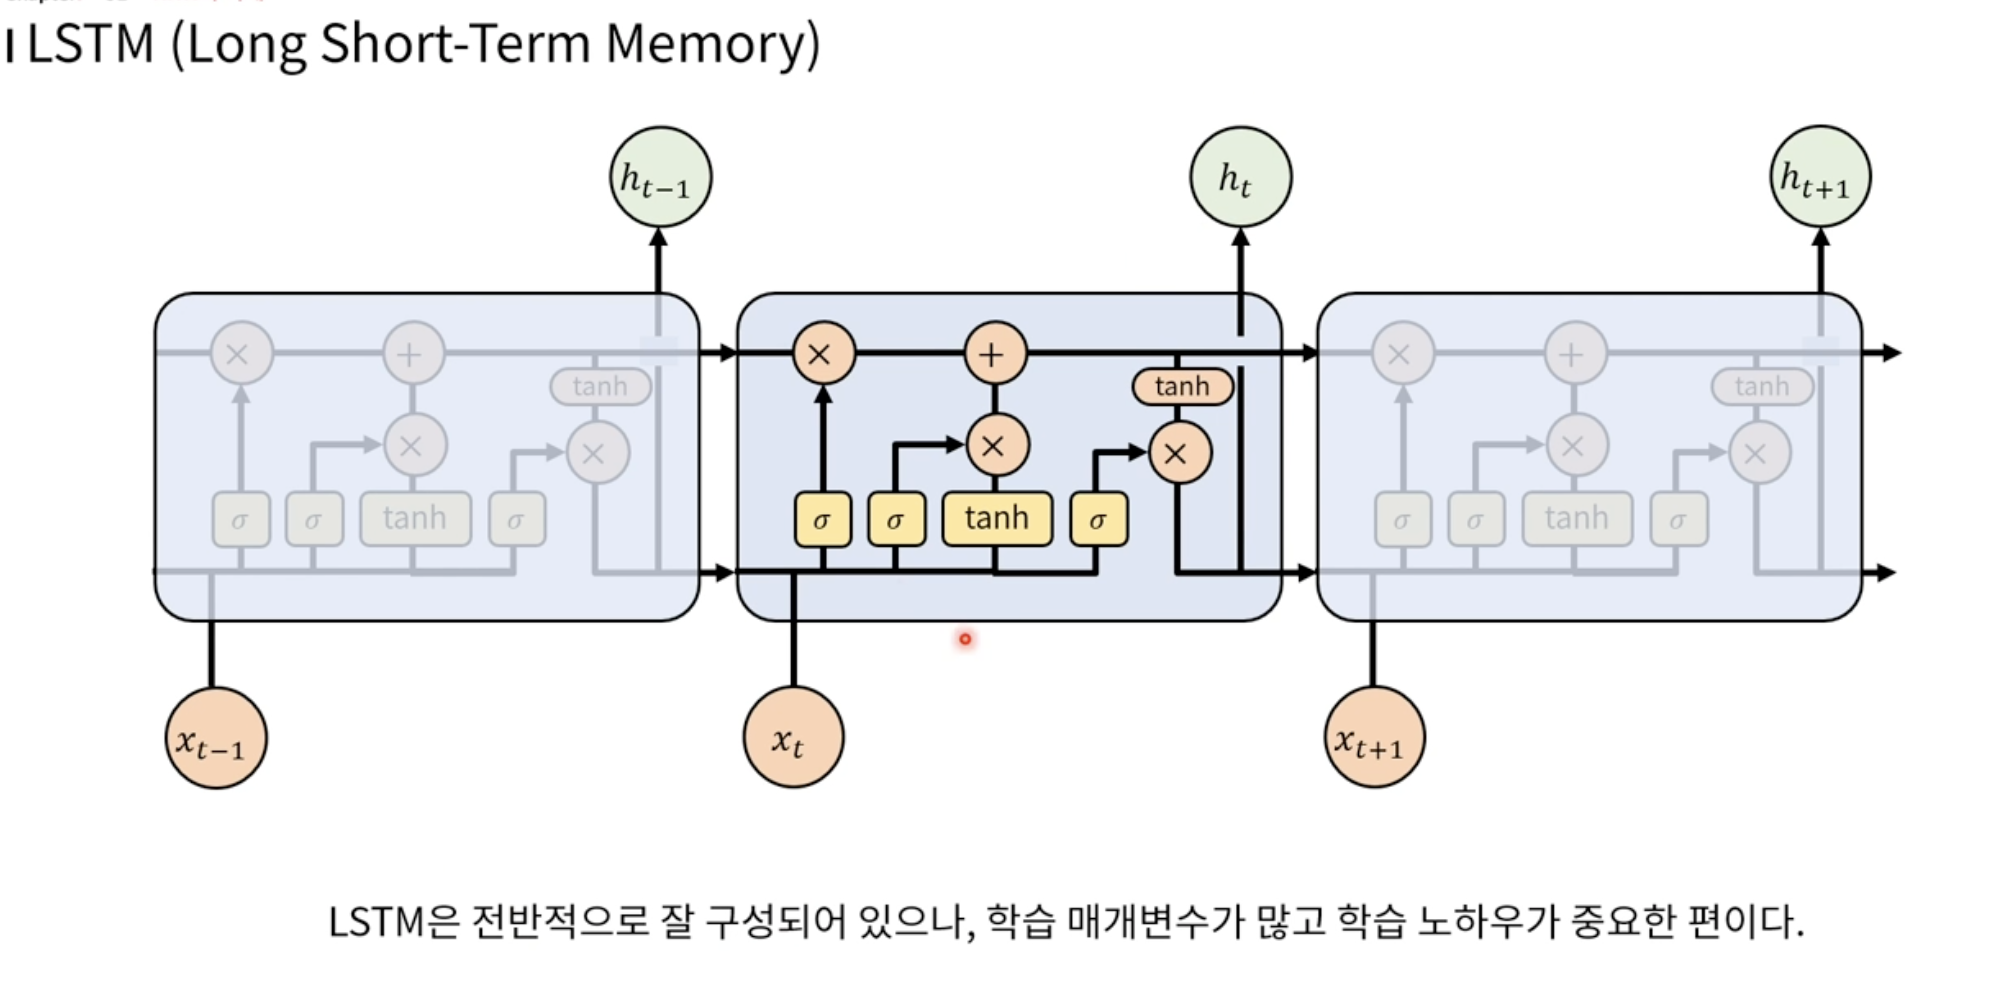 LSTM (Long Short-Term Memory)
h_{t−1} h_t h_{t+1}
× + × + × +
tanh tanh tanh
× × × × × ×
σ σ tanh σ σ σ tanh σ σ σ tanh σ
x_{t−1} x_t x_{t+1}
LSTM은 전반적으로 잘 구성되어 있으나, 학습 매개변수가 많고 학습 노하우가 중요한 편이다.